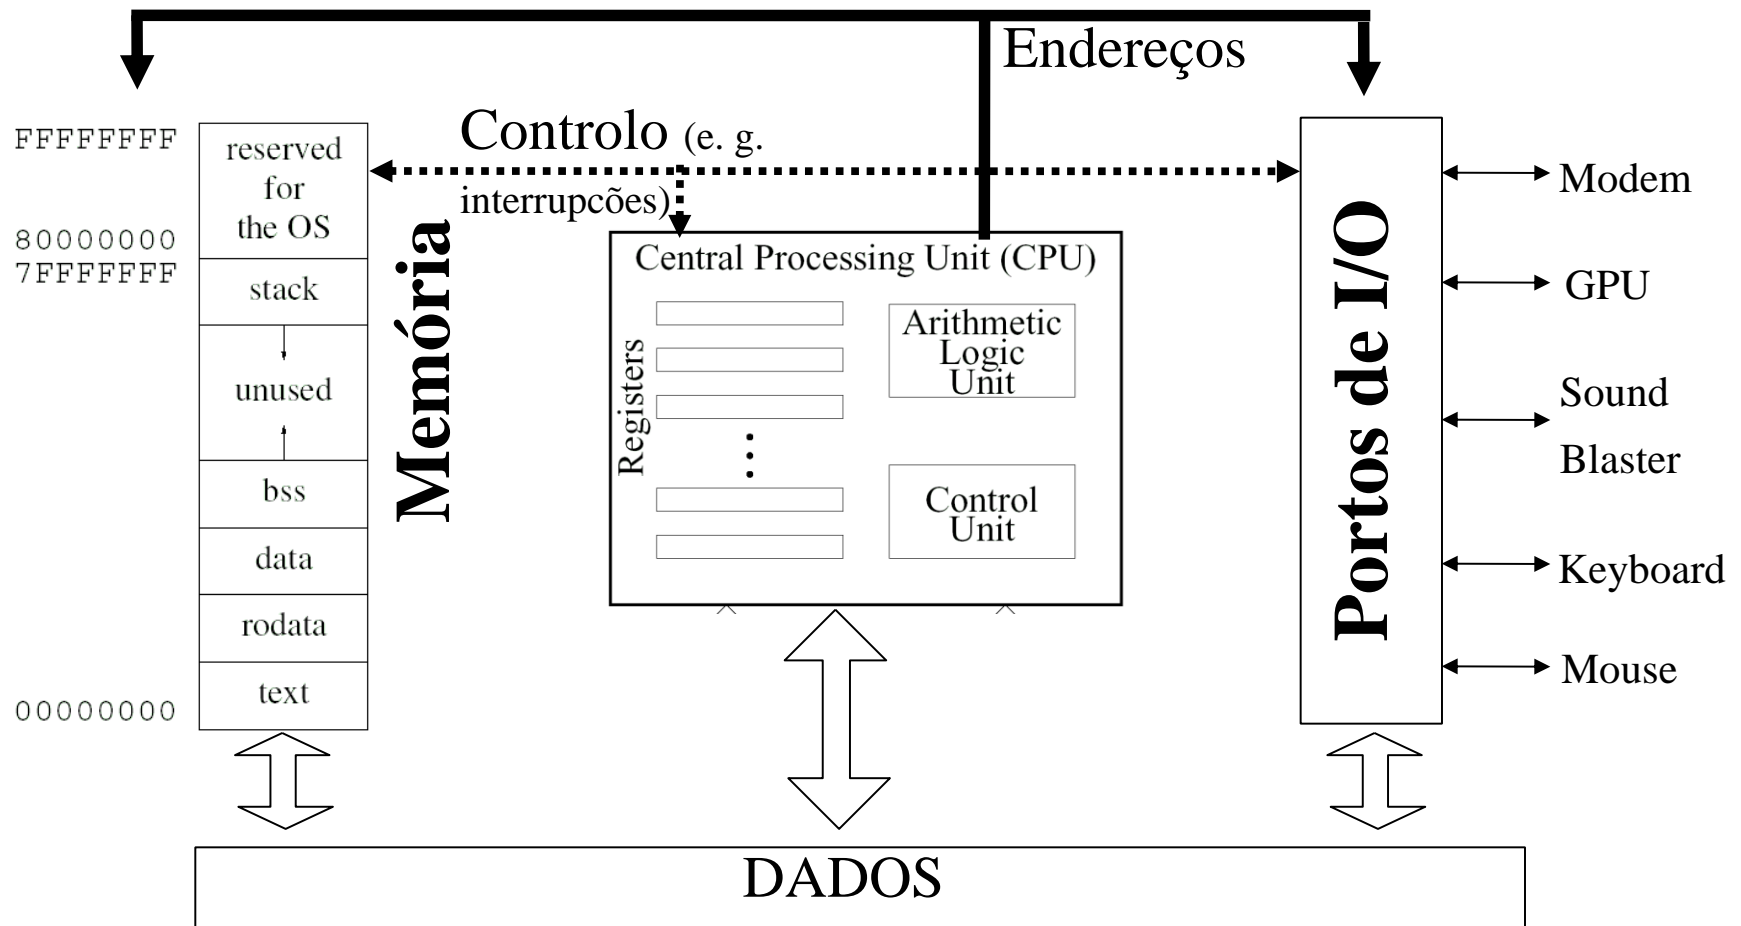 Endereços
Controlo (e. g.
interrupcões)
FFFFFFFF
80000000
7FFFFFFF
00000000
reserved
for
the OS
stack
unused
bss
data
rodata
text
Memória
Central Processing Unit (CPU)
Registers
Arithmetic
Logic
Unit
Control
Unit
Portos de I/O
Modem
GPU
Sound
Blaster
Keyboard
Mouse
DADOS